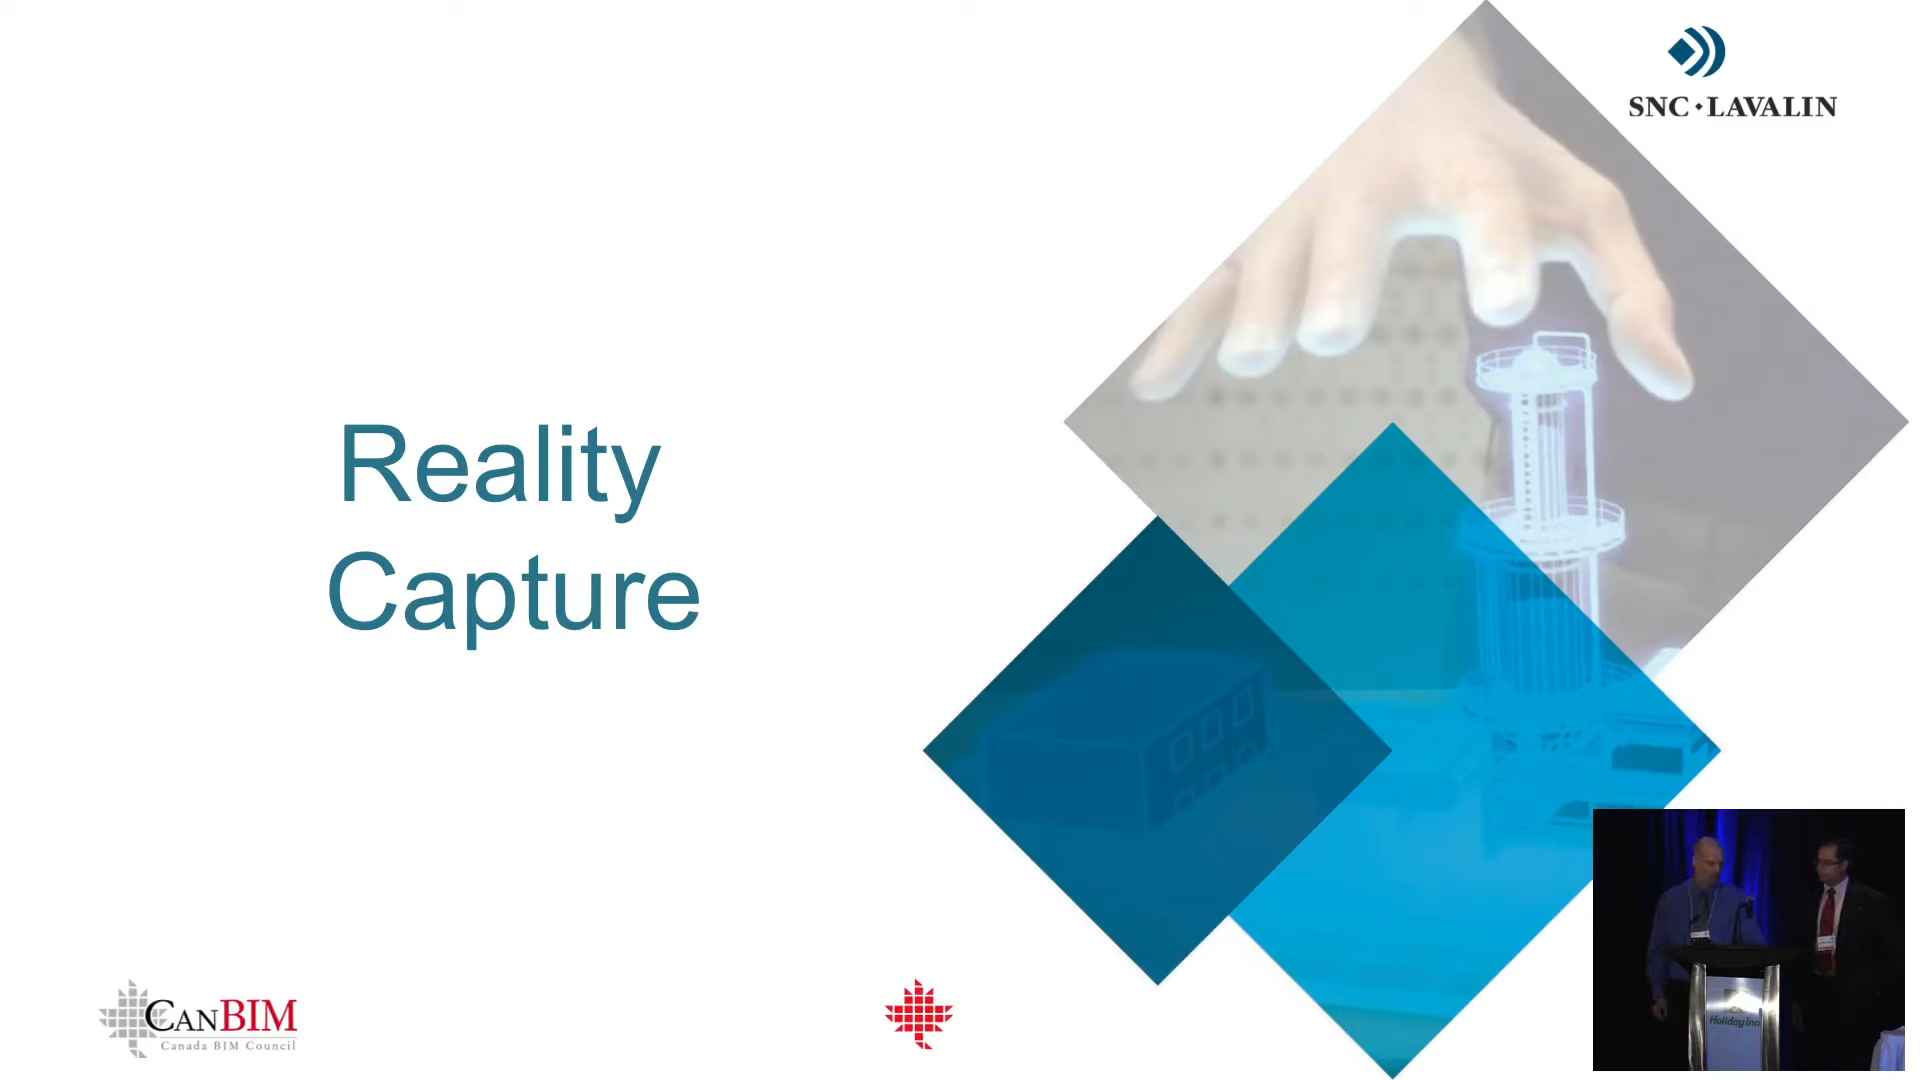 SNC·LAVALIN
Reality
Capture
CANBIM
Canada BIM Council
Holiday Inn